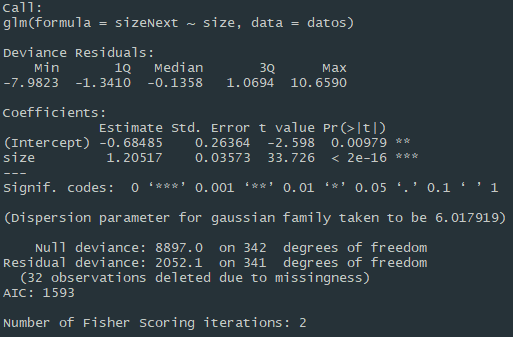 Call:
glm(formula = sizeNext ~ size, data = datos)
Deviance Residuals:
Min 1Q Median 3Q Max
-7.9823 -1.3410 -0.1358 1.0694 10.6590
Coefficients:
Estimate Std. Error t value Pr(>|t|)
(Intercept) -0.68485 0.26364 -2.598 0.00979 **
size 1.20517 0.03573 33.726 < 2e-16 ***
---
Signif. codes: 0 ‘***’ 0.001 ‘**’ 0.01 ‘*’ 0.05 ‘.’ 0.1 ‘ ’ 1
(Dispersion parameter for gaussian family taken to be 6.017919)
Null deviance: 8897.0 on 342 degrees of freedom
Residual deviance: 2052.1 on 341 degrees of freedom
(32 observations deleted due to missingness)
AIC: 1593
Number of Fisher Scoring iterations: 2